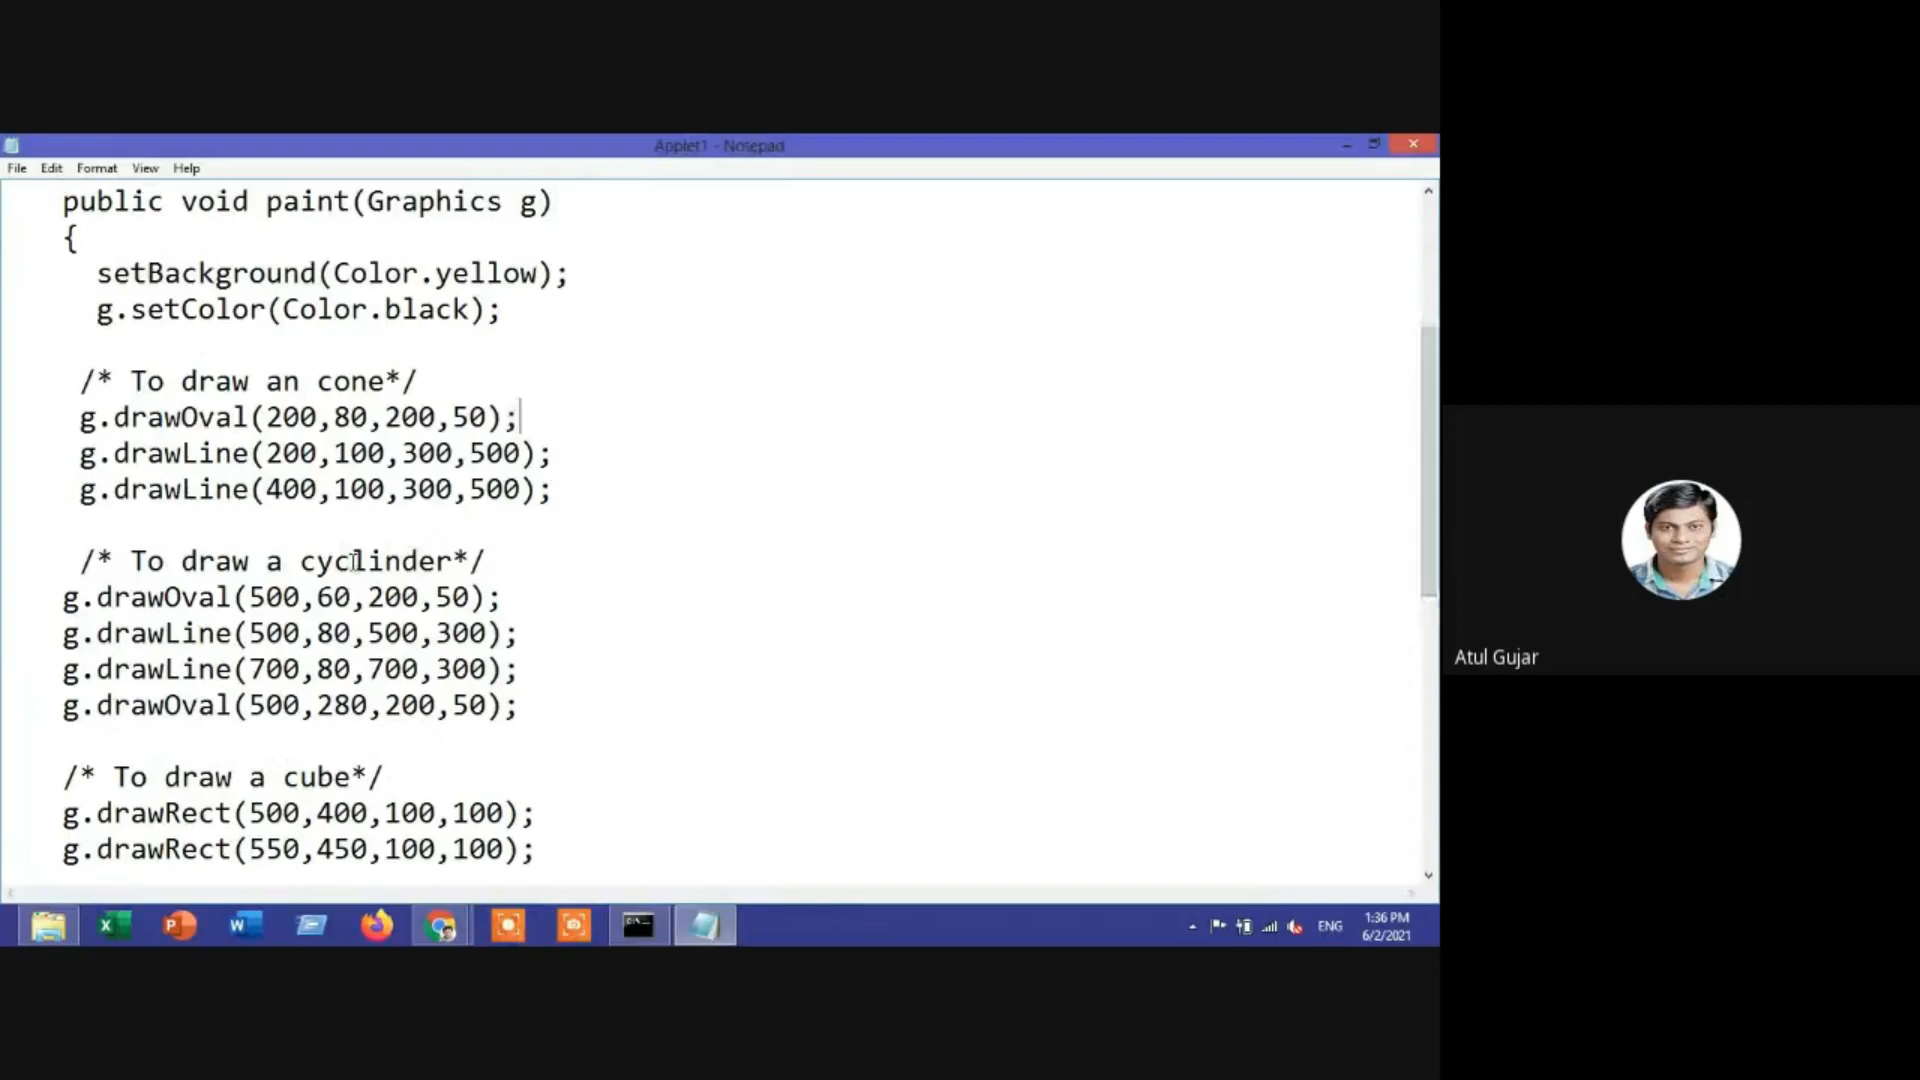 Applet1 - Notepad
File Edit Format View Help
public void paint(Graphics g)
{
setBackground(Color.yellow);
g.setColor(Color.black);
/* To draw an cone*/
g.drawOval(200,80,200,50);
g.drawLine(200,100,300,500);
g.drawLine(400,100,300,500);
/* To draw a cyclinder*/
g.drawOval(500,60,200,50);
g.drawLine(500,80,500,300);
g.drawLine(700,80,700,300);
g.drawOval(500,280,200,50);
/* To draw a cube*/
g.drawRect(500,400,100,100);
g.drawRect(550,450,100,100);
ENG
1:36 PM
6/2/2021
Atul Gujar